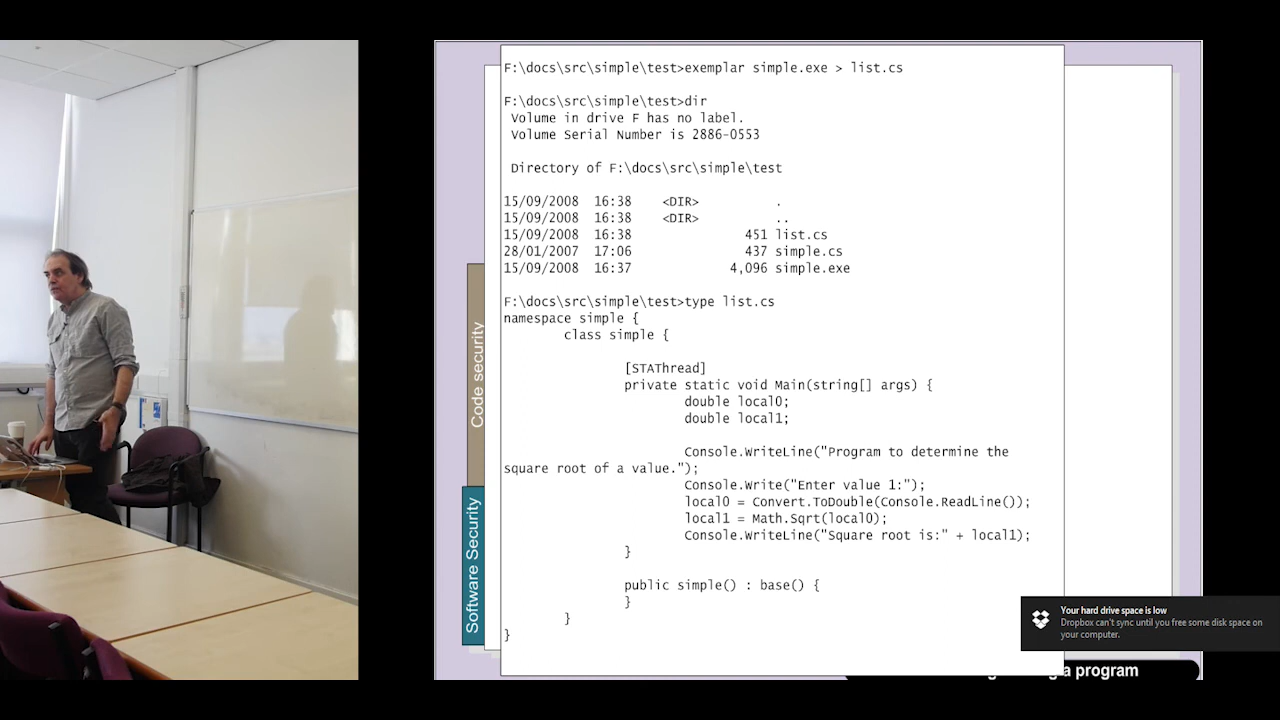 F:\docs\src\simple\test>exemplar simple.exe > list.cs
F:\docs\src\simple\test>dir
Volume in drive F has no label.
Volume Serial Number is 2886-0553
Directory of F:\docs\src\simple\test
15/09/2008 16:38 <DIR> .
15/09/2008 16:38 <DIR> ..
15/09/2008 16:38 451 list.cs
28/01/2007 17:06 437 simple.cs
15/09/2008 16:37 4,096 simple.exe
F:\docs\src\simple\test>type list.cs
namespace simple {
class simple {
[STAThread]
private static void Main(string[] args) {
double local0;
double local1;
Console.WriteLine("Program to determine the
square root of a value.");
Console.Write("Enter value 1:");
local0 = Convert.ToDouble(Console.ReadLine());
local1 = Math.Sqrt(local0);
Console.WriteLine("Square root is:" + local1);
}
public simple() : base() {
}
}
}
Code security
Software Security
Your hard drive space is low
Dropbox can't sync until you free some disk space on
your computer.
a program